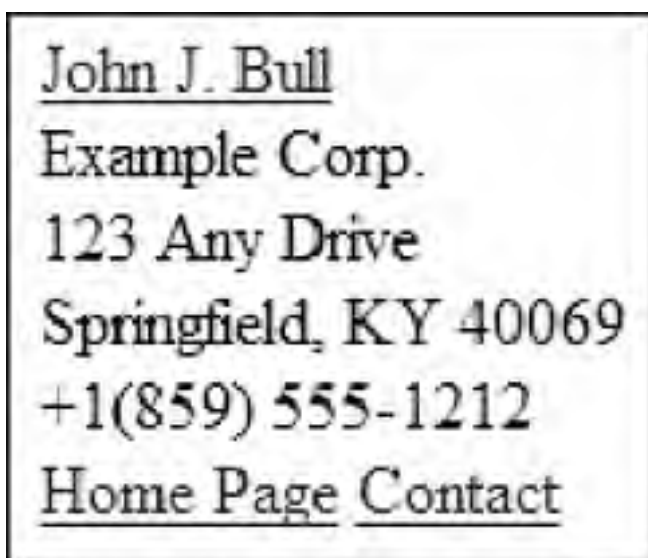 John J. Bull
Example Corp.
123 Any Drive
Springfield, KY 40069
+1(859) 555-1212
Home Page Contact